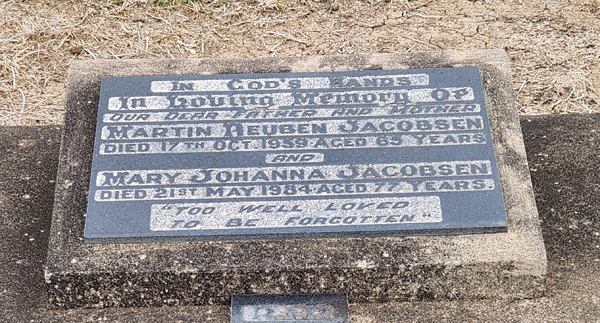 In God's Hands
In Loving Memory Of
Our Dear Father and Mother
Martin Reuben Jacobsen
Died 17th Oct. 1959 Aged 69 Years
and
Mary Johanna Jacobsen
Died 21st May 1984 Aged 77 Years
"Too Well Loved
To Be Forgotten"